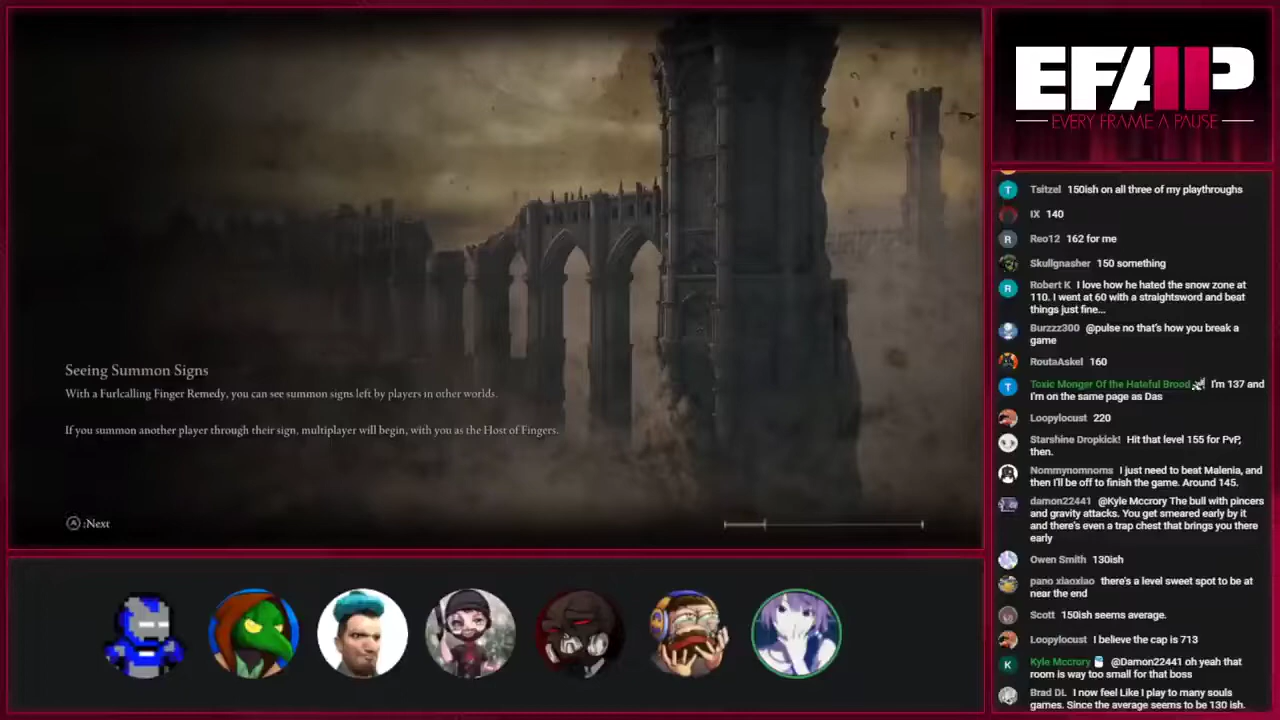 EFAP
EVERY FRAME A PAUSE
Seeing Summon Signs
With a Furlcalling Finger Remedy, you can see summon signs left by players in other worlds.
If you summon another player through their sign, multiplayer will begin, with you as the Host of Fingers.
A:Next
T Tsitzel 150ish on all three of my playthroughs
IX 140
R Reo12 162 for me
Skullgnasher 150 something
R Robert K I love how he hated the snow zone at
110. I went at 60 with a straightsword and beat
things just fine...
Burzzz300 @pulse no that's how you break a
game
RoutaAskel 160
T Toxic Monger Of the Hateful Brood I'm 137 and
I'm on the same page as Das
Loopylocust 220
Starshine Dropkick! Hit that level 155 for PvP,
then.
Nommynomnoms I just need to beat Malenia, and
then I'll be off to finish the game. Around 145.
damon22441 @Kyle Mccrory The bull with pincers
and gravity attacks. You get smeared early by it
and there's even a trap chest that brings you there
early
Owen Smith 130ish
pano xiaoxiao there's a level sweet spot to be at
near the end
Scott 150ish seems average.
Loopylocust I believe the cap is 713
K Kyle Mccrory @Damon22441 oh yeah that
room is way too small for that boss
Brad DL I now feel Like I play to many souls
games. Since the average seems to be 130 ish.